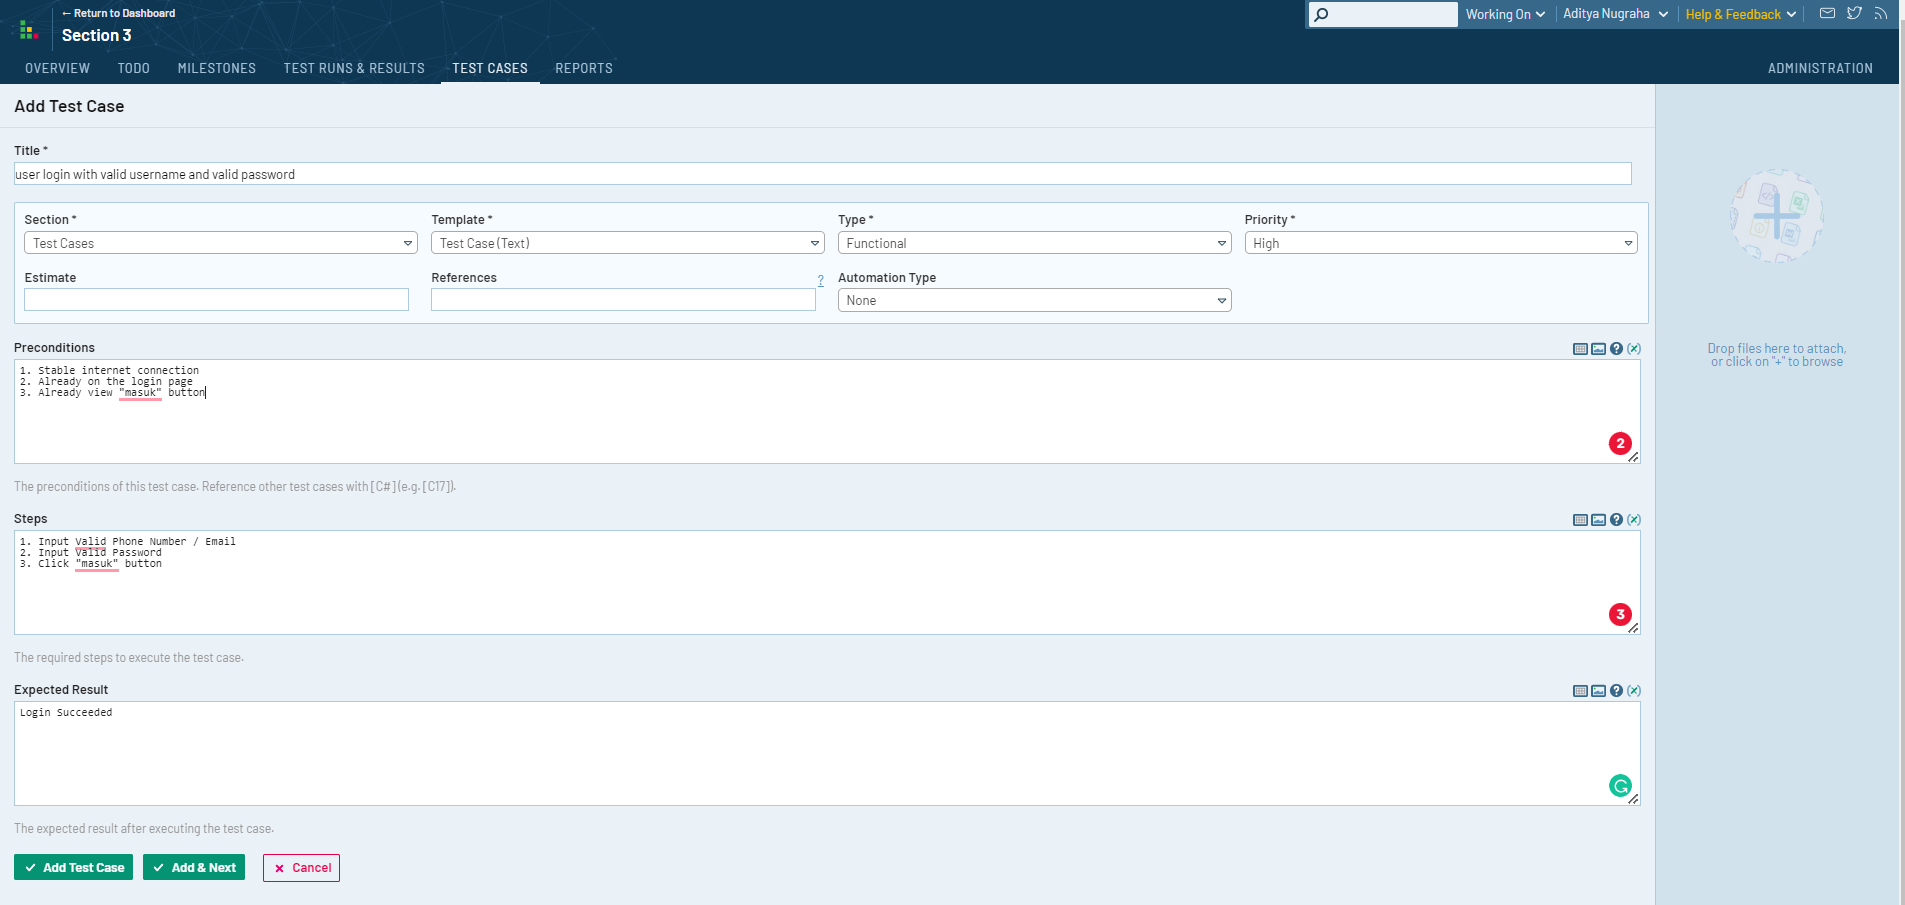 ← Return to Dashboard
Section 3
Working On
Aditya Nugraha
Help & Feedback
OVERVIEW
TODO
MILESTONES
TEST RUNS & RESULTS
TEST CASES
REPORTS
ADMINISTRATION
Add Test Case
Title *
user login with valid username and valid password
Section *
Template *
Type *
Priority *
Test Cases
Test Case (Text)
Functional
High
Estimate
References
?
Automation Type
None
Preconditions
1. Stable internet connection
2. Already on the login page
3. Already view "masuk" button
2
The preconditions of this test case. Reference other test cases with [C#] (e.g. [C17]).
Steps
1. Input Valid Phone Number / Email
2. Input Valid Password
3. Click "masuk" button
3
The required steps to execute the test case.
Expected Result
Login Succeeded
The expected result after executing the test case.
Add Test Case
Add & Next
Cancel
Drop files here to attach,
or click on "+" to browse